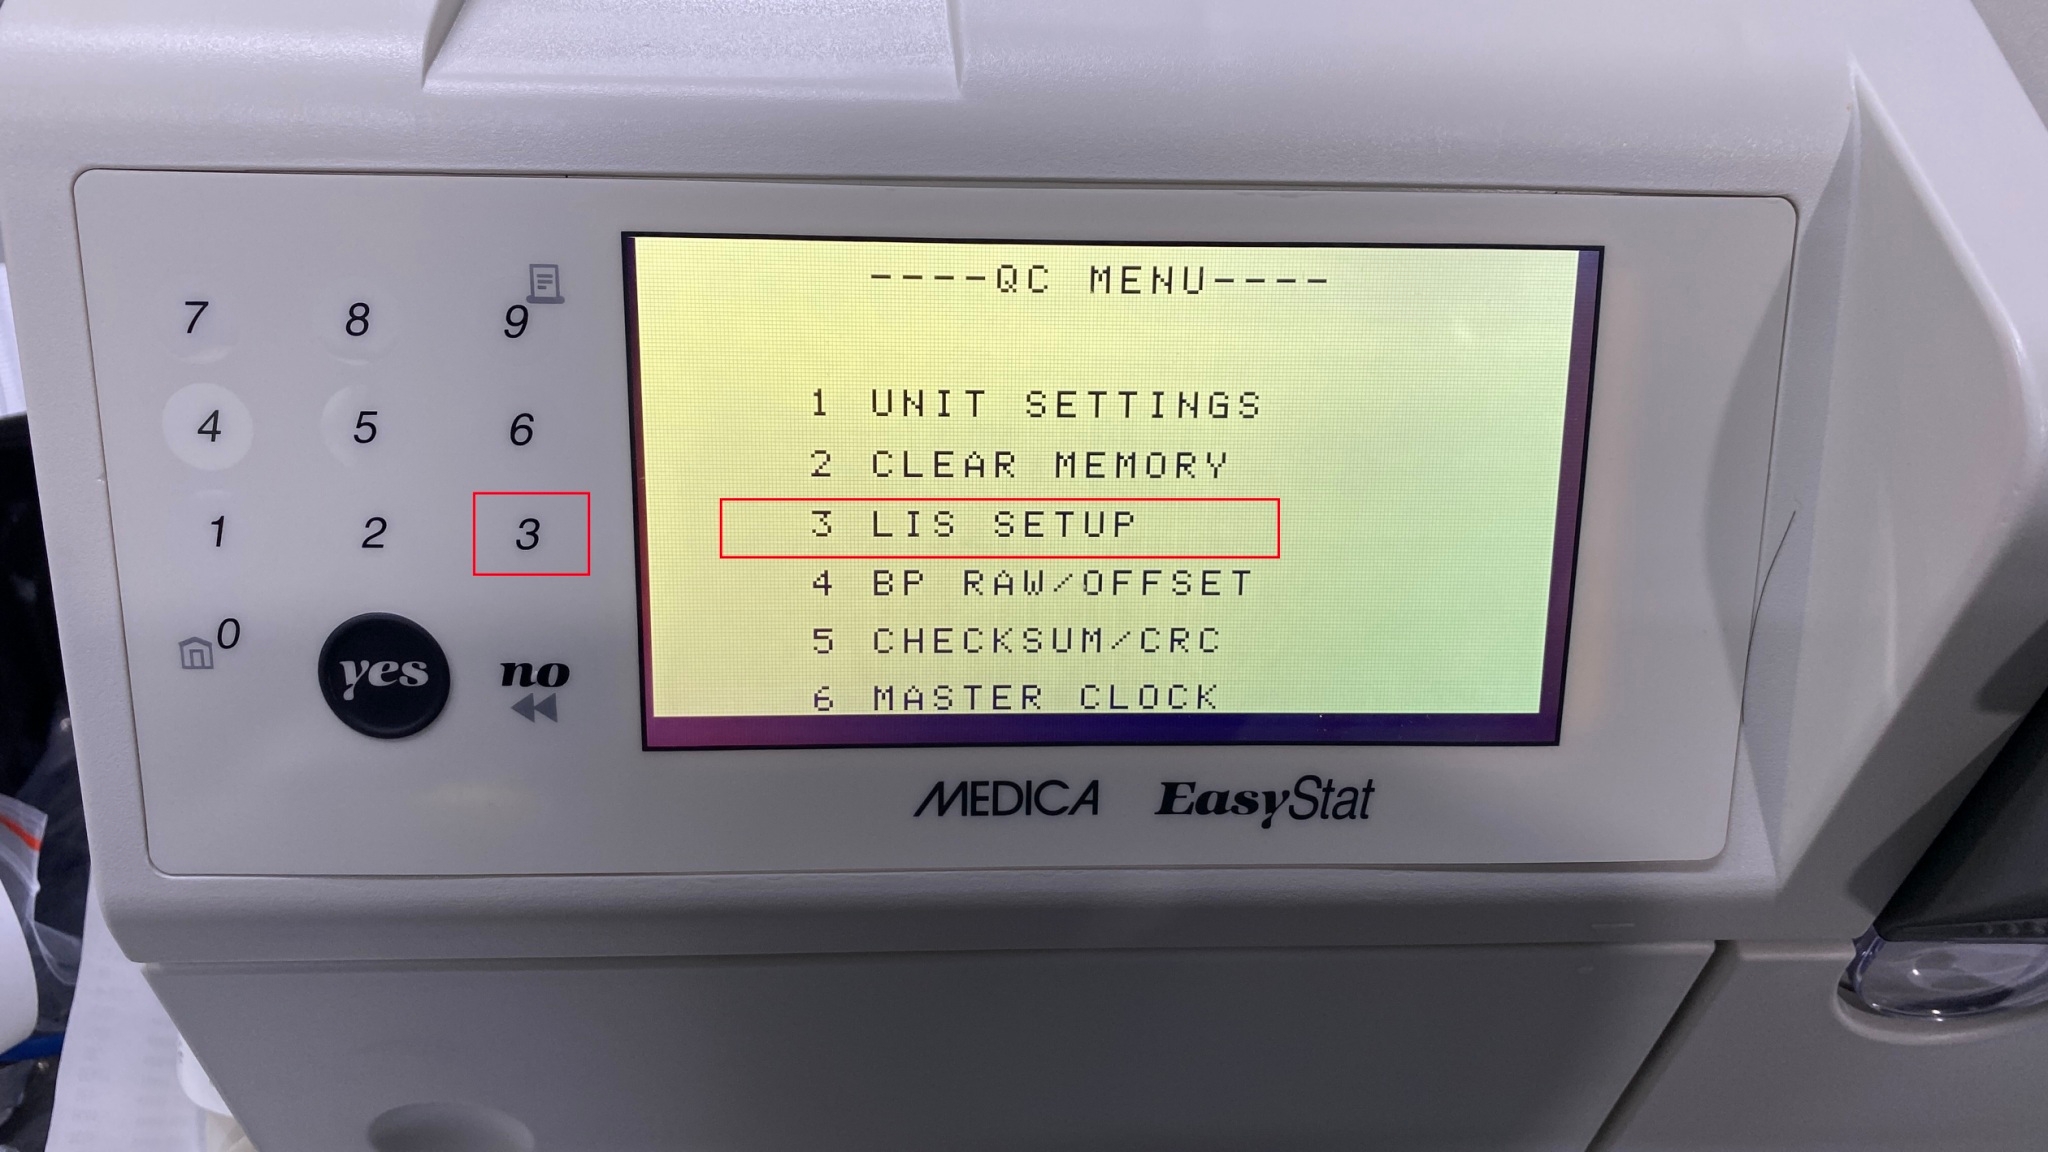 ----QC MENU----
1 UNIT SETTINGS
2 CLEAR MEMORY
3 LIS SETUP
4 BP RAW/OFFSET
5 CHECKSUM/CRC
6 MASTER CLOCK
7 8 9
4 5 6
1 2 3
0 yes no
MEDICA EasyStat